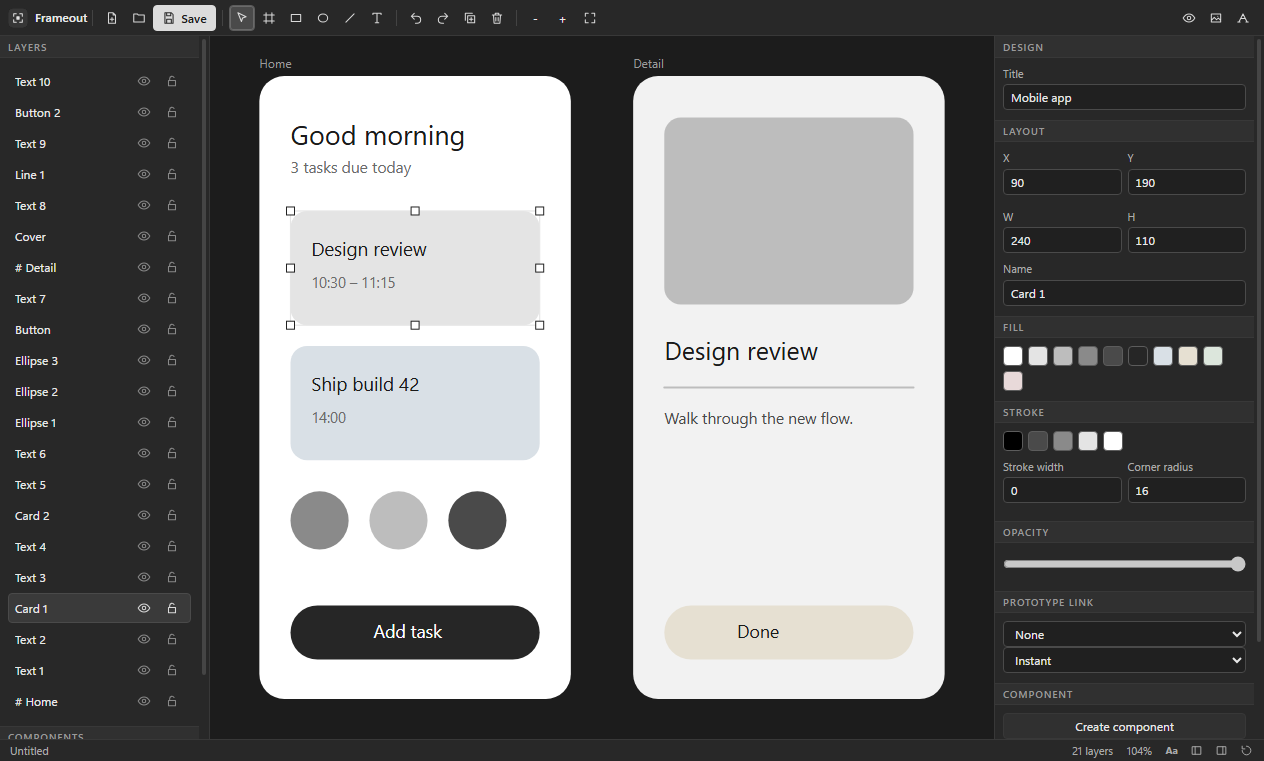 Frameout
Save
- +
LAYERS
Text 10
Button 2
Text 9
Line 1
Text 8
Cover
# Detail
Text 7
Button
Ellipse 3
Ellipse 2
Ellipse 1
Text 6
Text 5
Card 2
Text 4
Text 3
Card 1
Text 2
Text 1
# Home
COMPONENTS
Home
Good morning
3 tasks due today
Design review
10:30 – 11:15
Ship build 42
14:00
Add task
Detail
Design review
Walk through the new flow.
Done
DESIGN
Title
Mobile app
LAYOUT
X Y
90 190
W H
240 110
Name
Card 1
FILL
STROKE
Stroke width Corner radius
0 16
OPACITY
PROTOTYPE LINK
None
Instant
COMPONENT
Create component
Untitled
21 layers 104% Aa